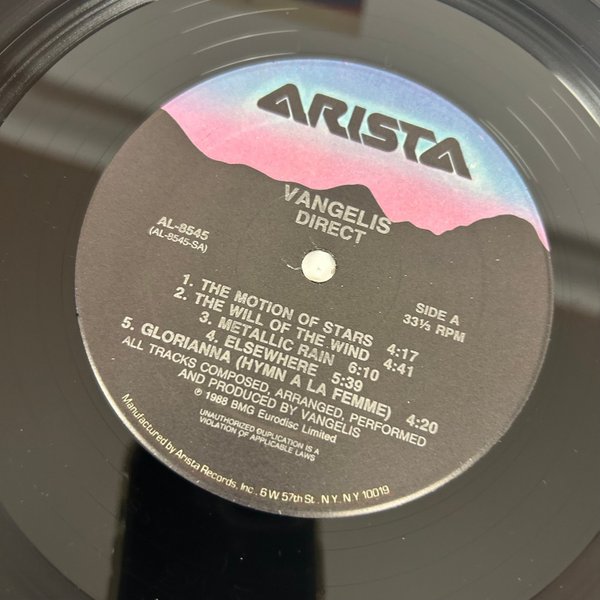 ARISTA
VANGELIS
DIRECT
AL-8545
(AL-8545-SA)
SIDE A
33⅓ RPM
1. THE MOTION OF STARS 4:17
2. THE WILL OF THE WIND 4:41
3. METALLIC RAIN 6:10
4. ELSEWHERE 5:39
5. GLORIANNA (HYMN A LA FEMME) 4:20
ALL TRACKS COMPOSED, ARRANGED, PERFORMED
AND PRODUCED BY VANGELIS
℗ 1988 BMG Eurodisc Limited
UNAUTHORIZED DUPLICATION IS A
VIOLATION OF APPLICABLE LAWS
Manufactured by Arista Records, Inc., 6 W 57th St., N.Y., N.Y. 10019